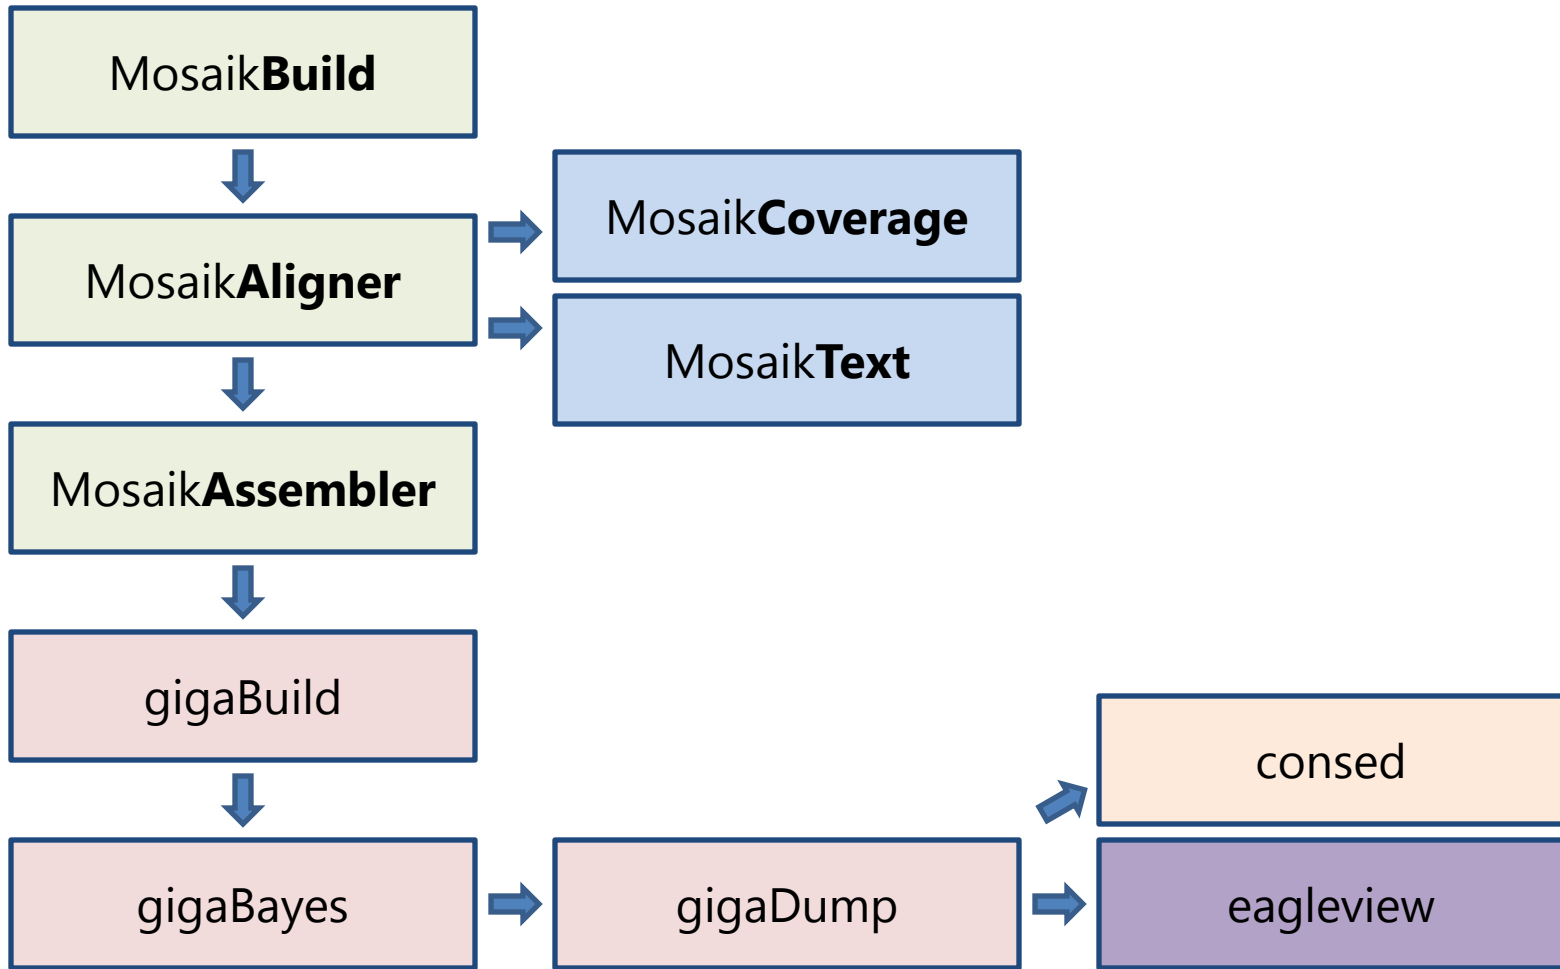 MosaikBuild
MosaikCoverage
MosaikAligner
MosaikText
MosaikAssembler
gigaBuild
consed
gigaBayes
gigaDump
eagleview